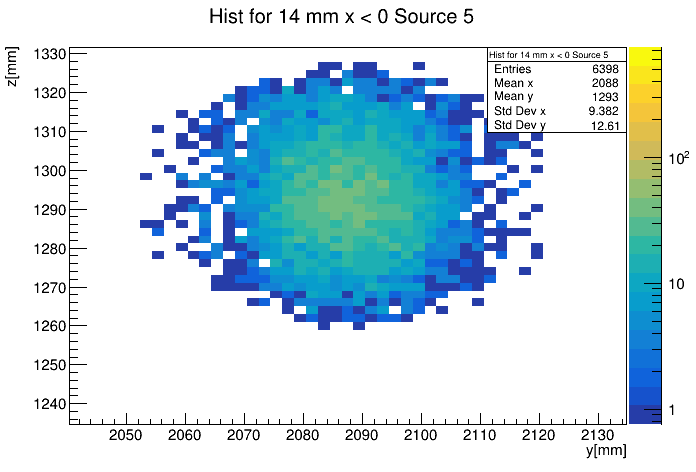 Hist for 14 mm x < 0 Source 5
z[mm]
1330
1320
1310
1300
1290
1280
1270
1260
1250
1240
Hist for 14 mm x < 0 Source 5
Entries 6398
Mean x 2088
Mean y 1293
Std Dev x 9.382
Std Dev y 12.61
10²
10
1
2050 2060 2070 2080 2090 2100 2110 2120 2130
y[mm]